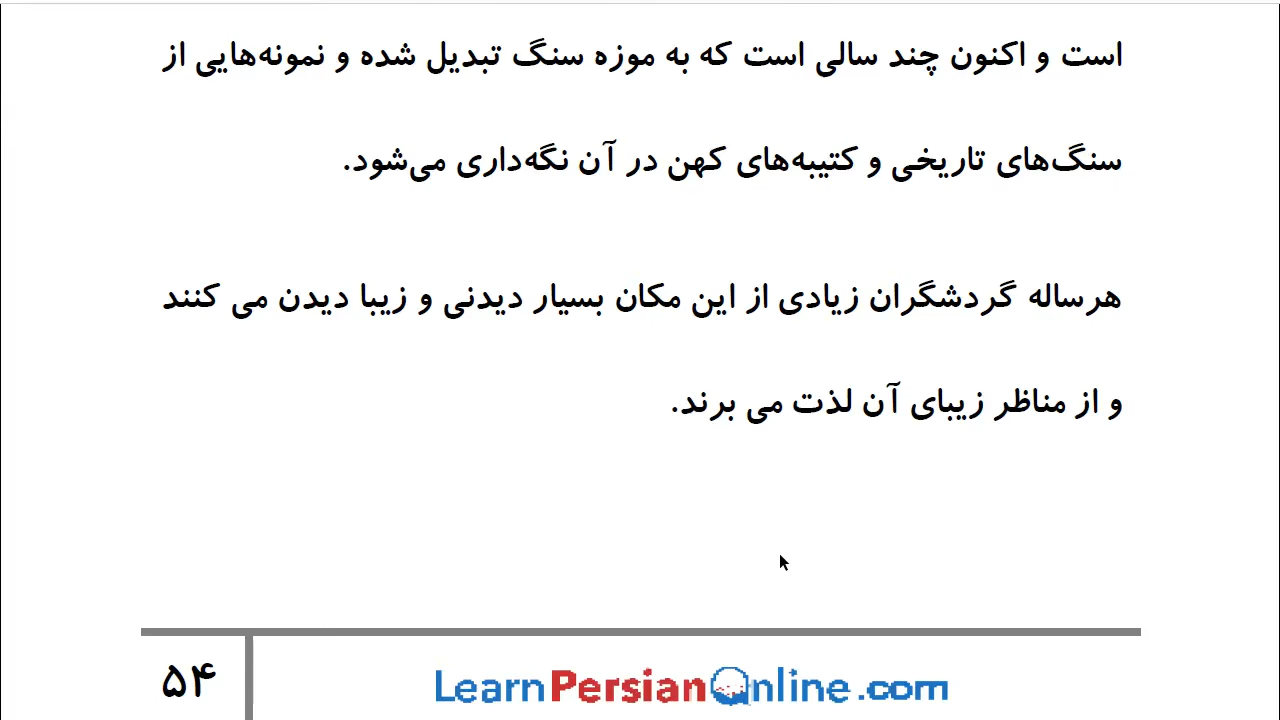 است و اکنون چند سالی است که به موزه سنگ تبدیل شده و نمونه‌هایی از
سنگ‌های تاریخی و کتیبه‌های کهن در آن نگه‌داری می‌شود.
هرساله گردشگران زیادی از این مکان بسیار دیدنی و زیبا دیدن می کنند
و از مناظر زیبای آن لذت می برند.
۵۴
LearnPersianOnline.com